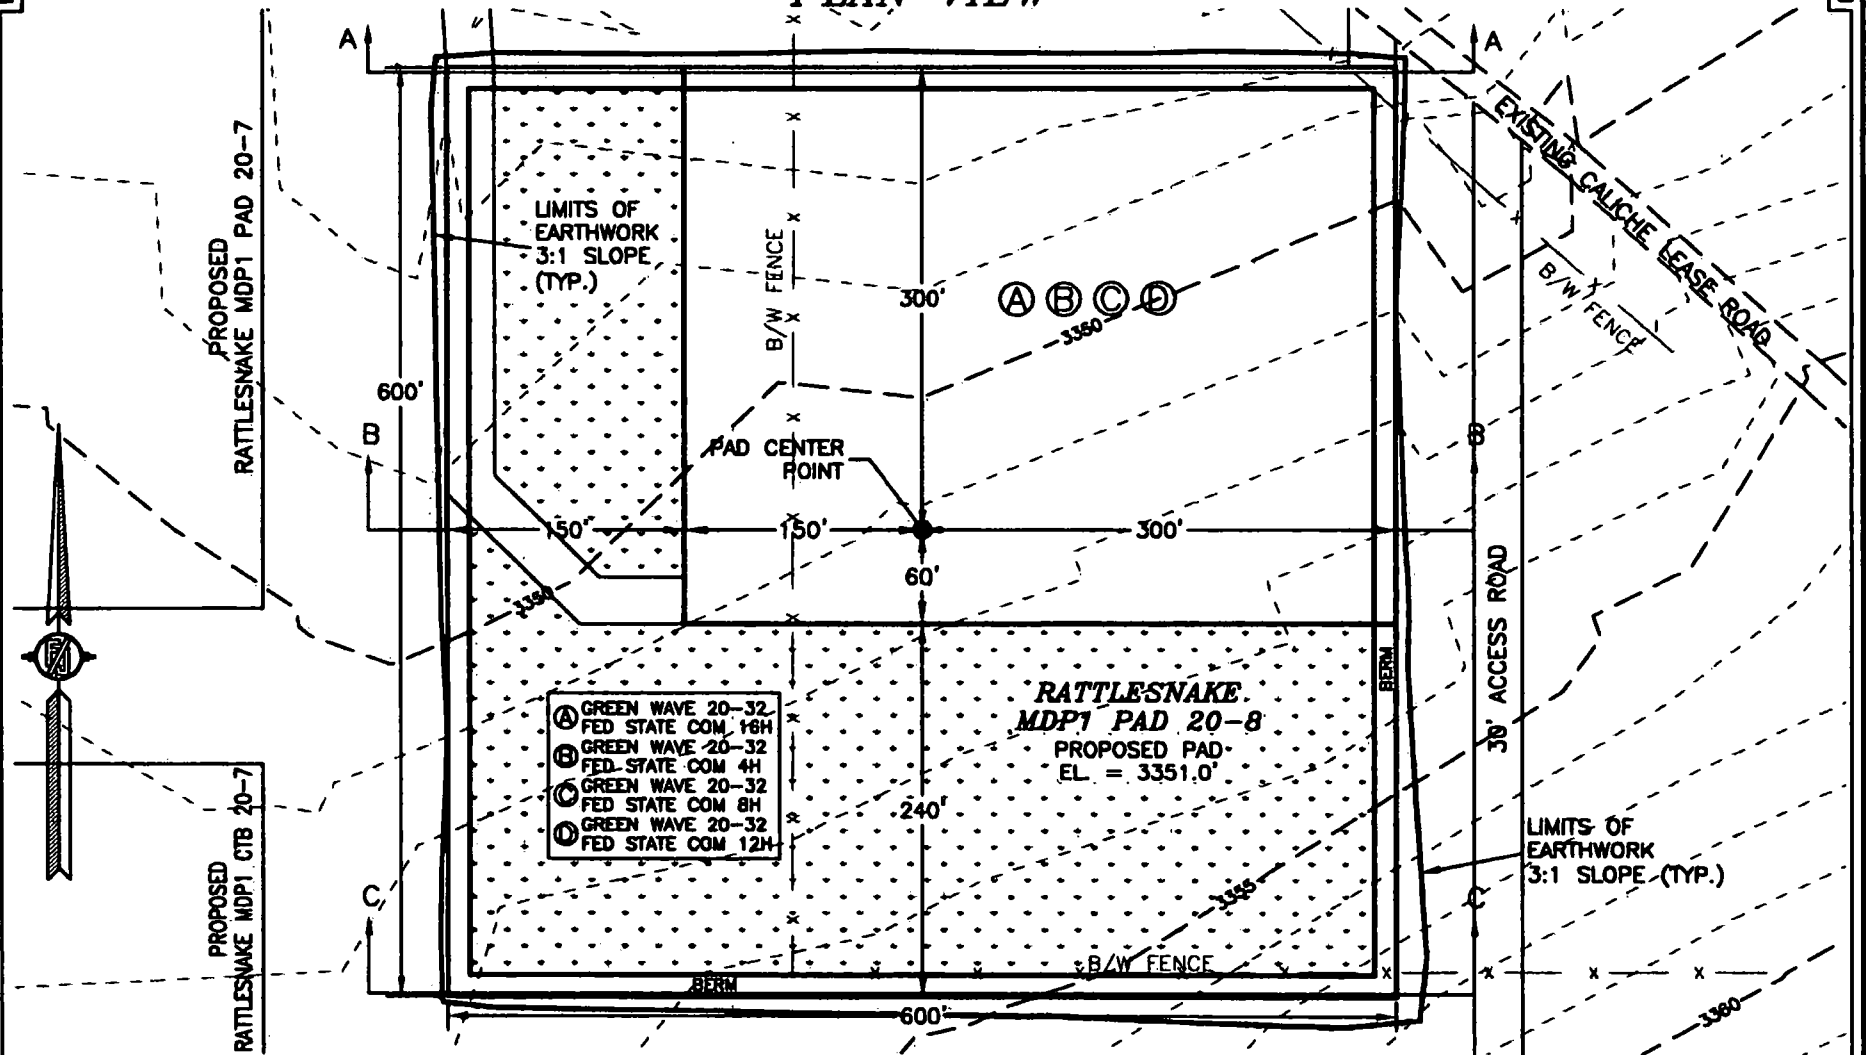 PLAN VIEW
A
A
EXISTING CALICHE LEASE ROAD
PROPOSED
RATTLESNAKE MDP1 PAD 20-7
LIMITS OF
EARTHWORK
3:1 SLOPE
(TYP.)
B/W FENCE
300'
A B C D
B/W FENCE
600'
B
B
PAD CENTER
POINT
150'
150'
300'
60'
3350
30' ACCESS ROAD
BERM
RATTLESNAKE
MDP1 PAD 20-8
PROPOSED PAD
EL. = 3351.0'
A GREEN WAVE 20-32
FED STATE COM 16H
B GREEN WAVE 20-32
FED STATE COM 4H
C GREEN WAVE 20-32
FED STATE COM 8H
D GREEN WAVE 20-32
FED STATE COM 12H
240'
PROPOSED
RATTLESNAKE MDP1 CTB 20-7
LIMITS OF
EARTHWORK
3:1 SLOPE (TYP.)
3355
C
C
B/W FENCE
BERM
600'
3360